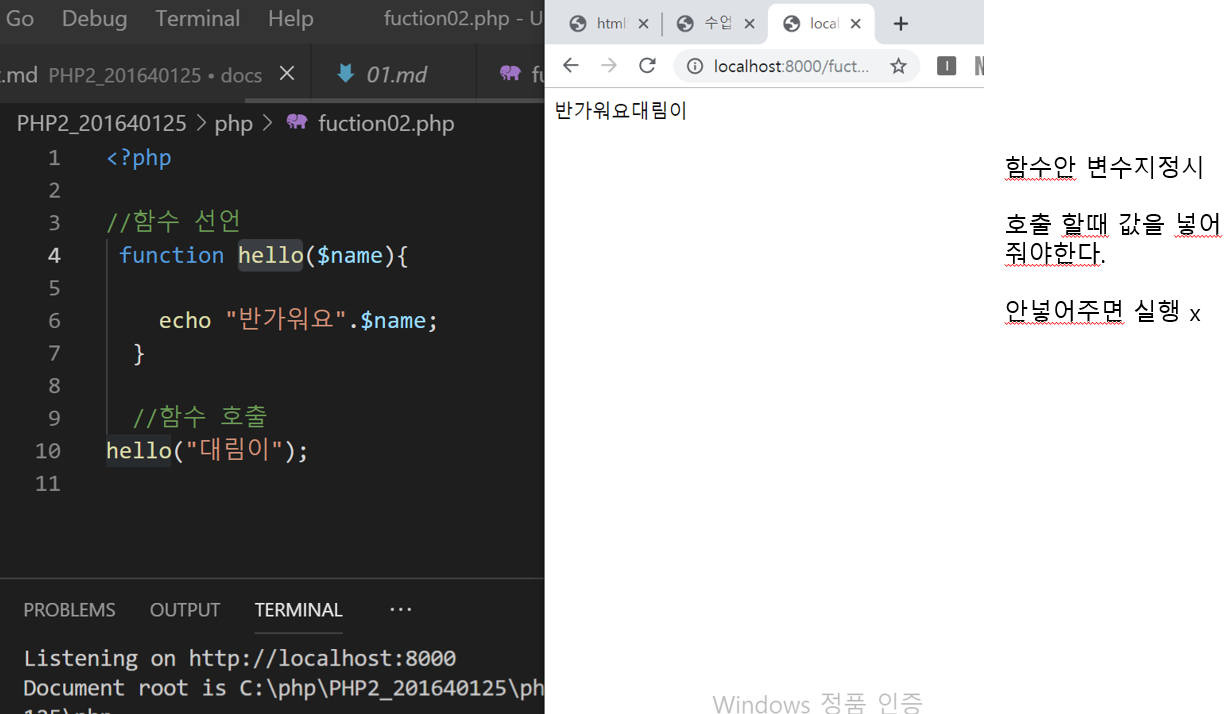 Go Debug Terminal Help fuction02.php - U
.md PHP2_201640125 • docs 01.md
PHP2_201640125 > php > fuction02.php
1 <?php
2
3 //함수 선언
4 function hello($name){
5
6 echo "반가워요".$name;
7 }
8
9 //함수 호출
10 hello("대림이");
11
PROBLEMS OUTPUT TERMINAL ...
Listening on http://localhost:8000
Document root is C:\php\PHP2_201640125\ph
html 수업 local
localhost:8000/fuct...
반가워요대림이
함수안 변수지정시
호출 할때 값을 넣어
줘야한다.
안넣어주면 실행 x
Windows 정품 인증